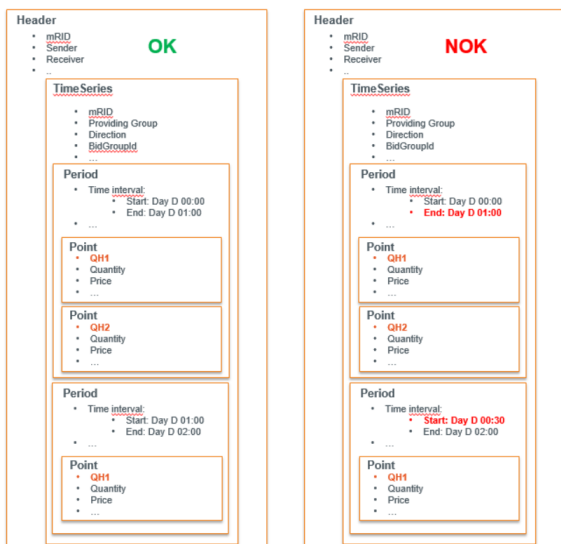 Header
mRID
Sender
Receiver
..
OK
TimeSeries
mRID
Providing Group
Direction
BidGroupId
...
Period
Time interval:
Start: Day D 00:00
End: Day D 01:00
...
Point
QH1
Quantity
Price
...
Point
QH2
Quantity
Price
...
Period
Time interval:
Start: Day D 01:00
End: Day D 02:00
...
Point
QH1
Quantity
Price
...
Header
mRID
Sender
Receiver
..
NOK
TimeSeries
mRID
Providing Group
Direction
BidGroupId
...
Period
Time interval:
Start: Day D 00:00
End: Day D 01:00
...
Point
QH1
Quantity
Price
...
Point
QH2
Quantity
Price
...
Period
Time interval:
Start: Day D 00:30
End: Day D 02:00
...
Point
QH1
Quantity
Price
...